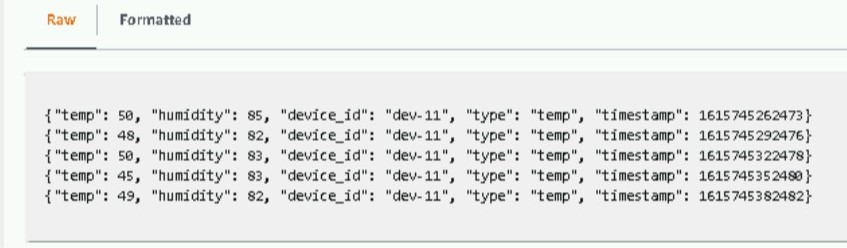 Raw Formatted
{"temp": 50, "humidity": 85, "device_id": "dev-11", "type": "temp", "timestamp": 1615745262473}
{"temp": 48, "humidity": 82, "device_id": "dev-11", "type": "temp", "timestamp": 1615745292476}
{"temp": 50, "humidity": 83, "device_id": "dev-11", "type": "temp", "timestamp": 1615745322478}
{"temp": 45, "humidity": 83, "device_id": "dev-11", "type": "temp", "timestamp": 1615745352480}
{"temp": 49, "humidity": 82, "device_id": "dev-11", "type": "temp", "timestamp": 1615745382482}